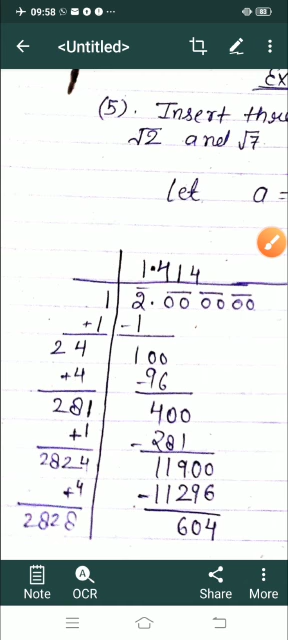 09:58
83
<Untitled>
Ex
(5). Insert
√2 and √7
Let a =
1.414
1 2.00 00 00
+1 -1
24 100
+4 -96
281 400
+1 - 281
2824 11900
+4 -11296
2828 604
Note OCR Share More